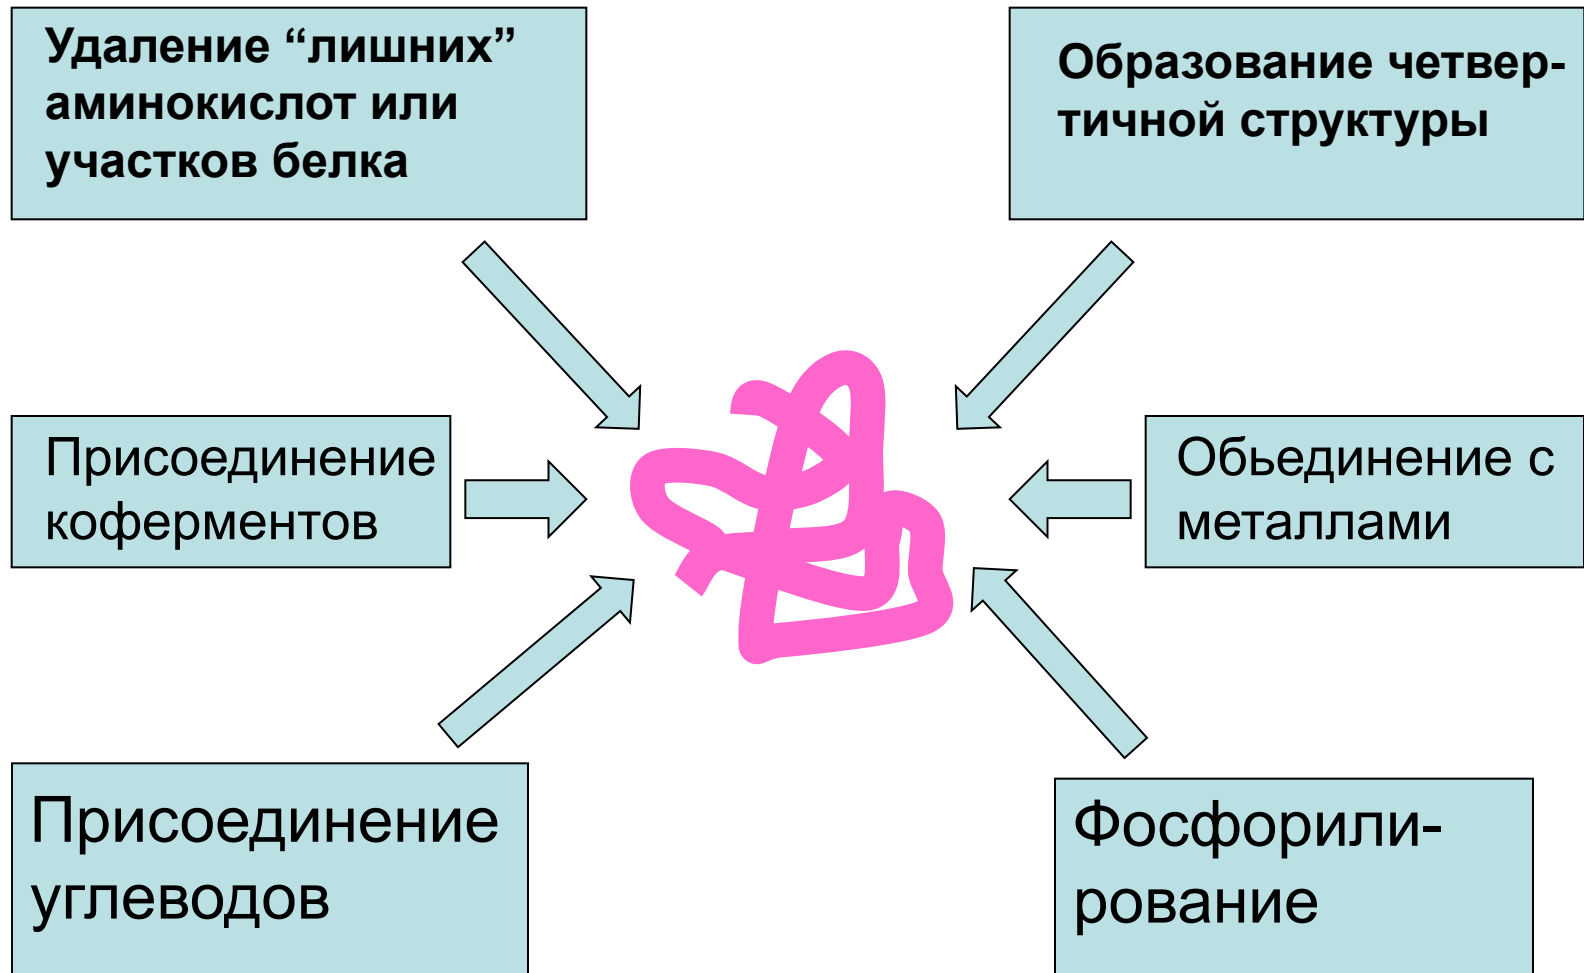 Удаление “лишних”
аминокислот или
участков белка
Образование четвер-
тичной структуры
Присоединение
коферментов
Обьединение с
металлами
Присоединение
углеводов
Фосфорили-
рование